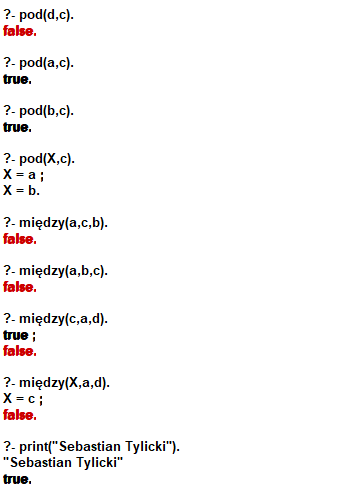 ?- pod(d,c).
false.
?- pod(a,c).
true.
?- pod(b,c).
true.
?- pod(X,c).
X = a ;
X = b.
?- między(a,c,b).
false.
?- między(a,b,c).
false.
?- między(c,a,d).
true ;
false.
?- między(X,a,d).
X = c ;
false.
?- print("Sebastian Tylicki").
"Sebastian Tylicki"
true.